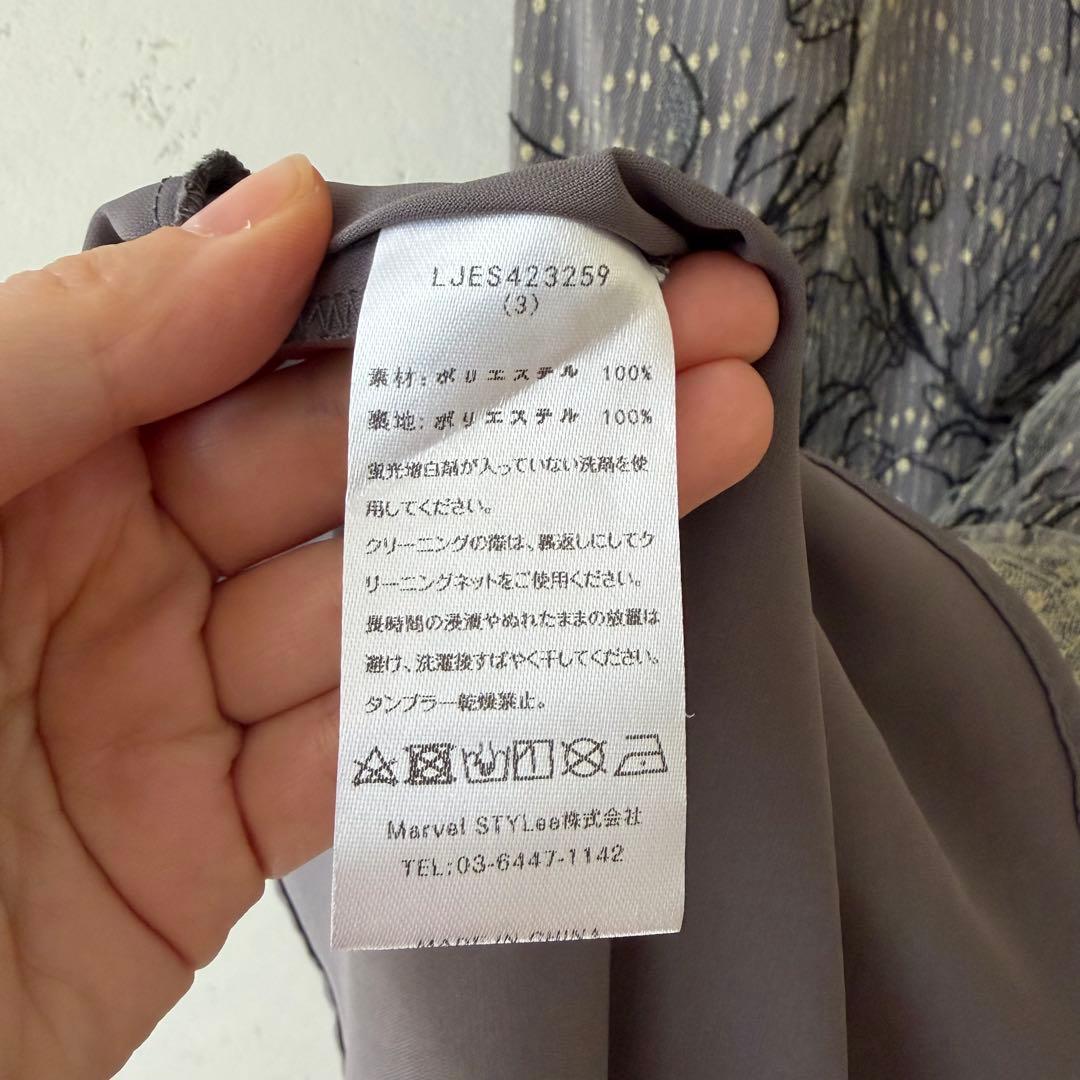 LJES423259
(3)
素材: ポリエステル 100%
裏地: ポリエステル 100%
蛍光増白剤が入っていない洗剤を使
用してください。
クリーニングの際は、裏返しにしてク
リーニングネットをご使用ください。
長時間の浸漬やぬれたままの放置は
避け、洗濯後すばやく干してください。
タンブラー乾燥禁止。
Marvel STYLee株式会社
TEL:03-6447-1142
MADE IN CHINA